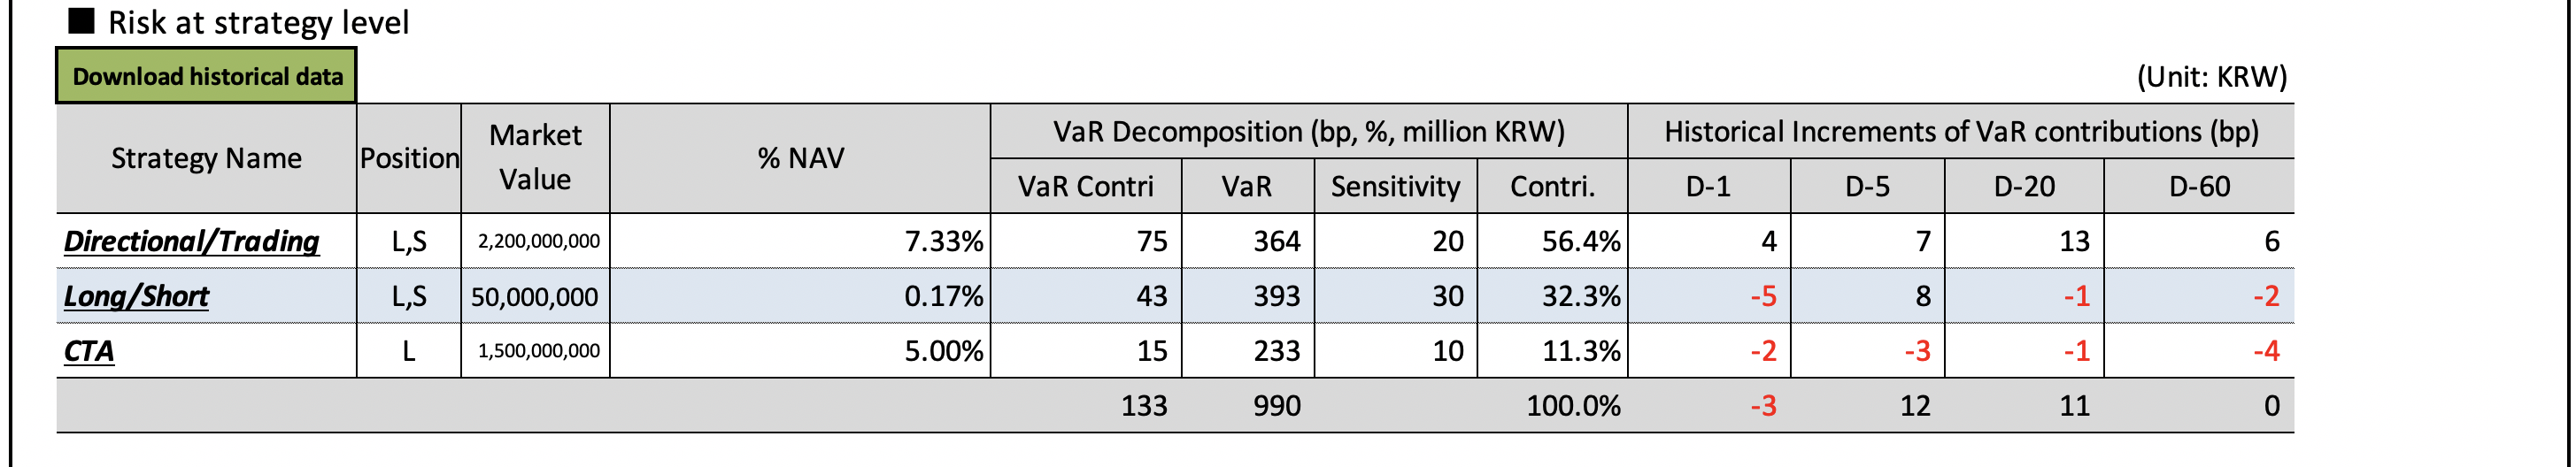 ■ Risk at strategy level
Download historical data
(Unit: KRW)
Strategy Name Position Market Value % NAV VaR Decomposition (bp, %, million KRW) Historical Increments of VaR contributions (bp)
VaR Contri VaR Sensitivity Contri. D-1 D-5 D-20 D-60
Directional/Trading L,S 2,200,000,000 7.33% 75 364 20 56.4% 4 7 13 6
Long/Short L,S 50,000,000 0.17% 43 393 30 32.3% -5 8 -1 -2
CTA L 1,500,000,000 5.00% 15 233 10 11.3% -2 -3 -1 -4
133 990 100.0% -3 12 11 0